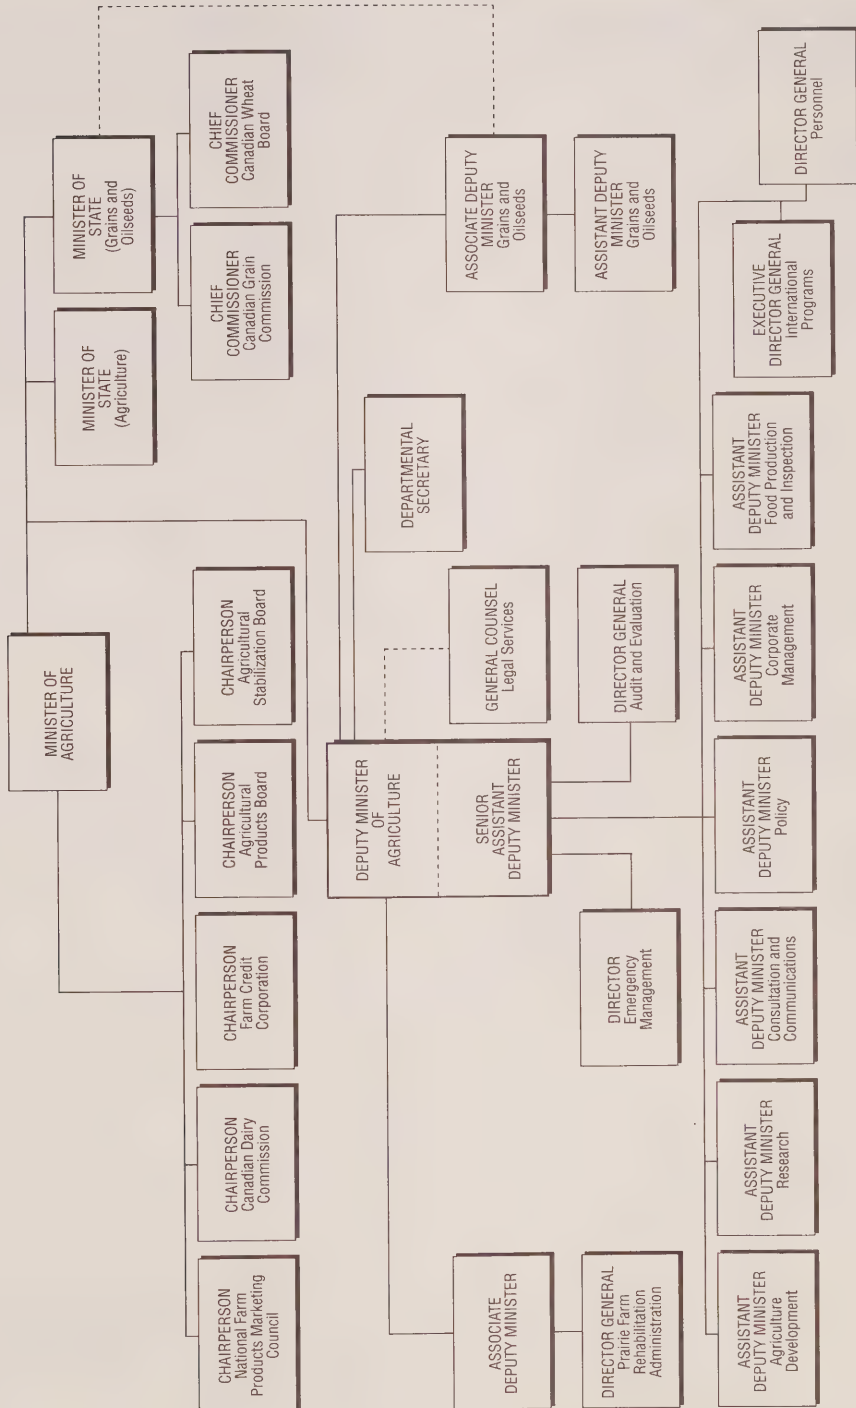 MINISTER OF
AGRICULTURE
MINISTER OF
STATE
(Agriculture)
MINISTER OF
STATE
(Grains and
Oilseeds)
CHAIRPERSON
National Farm
Products Marketing
Council
CHAIRPERSON
Canadian Dairy
Commission
CHAIRPERSON
Farm Credit
Corporation
CHAIRPERSON
Agricultural
Products Board
CHAIRPERSON
Agricultural
Stabilization Board
CHIEF
COMMISSIONER
Canadian Grain
Commission
CHIEF
COMMISSIONER
Canadian Wheat
Board
DEPUTY MINISTER
OF
AGRICULTURE
SENIOR
ASSISTANT
DEPUTY MINISTER
DEPARTMENTAL
SECRETARY
GENERAL COUNSEL
Legal Services
ASSOCIATE DEPUTY
MINISTER
Grains and
Oilseeds
ASSOCIATE
DEPUTY MINISTER
DIRECTOR GENERAL
Prairie Farm
Rehabilitation
Administration
DIRECTOR
Emergency
Management
DIRECTOR GENERAL
Audit and Evaluation
ASSISTANT DEPUTY
MINISTER
Grains and
Oilseeds
ASSISTANT
DEPUTY MINISTER
Agriculture
Development
ASSISTANT
DEPUTY MINISTER
Research
ASSISTANT
DEPUTY MINISTER
Consultation and
Communications
ASSISTANT
DEPUTY MINISTER
Policy
ASSISTANT
DEPUTY MINISTER
Corporate
Management
ASSISTANT
DEPUTY MINISTER
Food Production
and Inspection
EXECUTIVE
DIRECTOR GENERAL
International
Programs
DIRECTOR GENERAL
Personnel